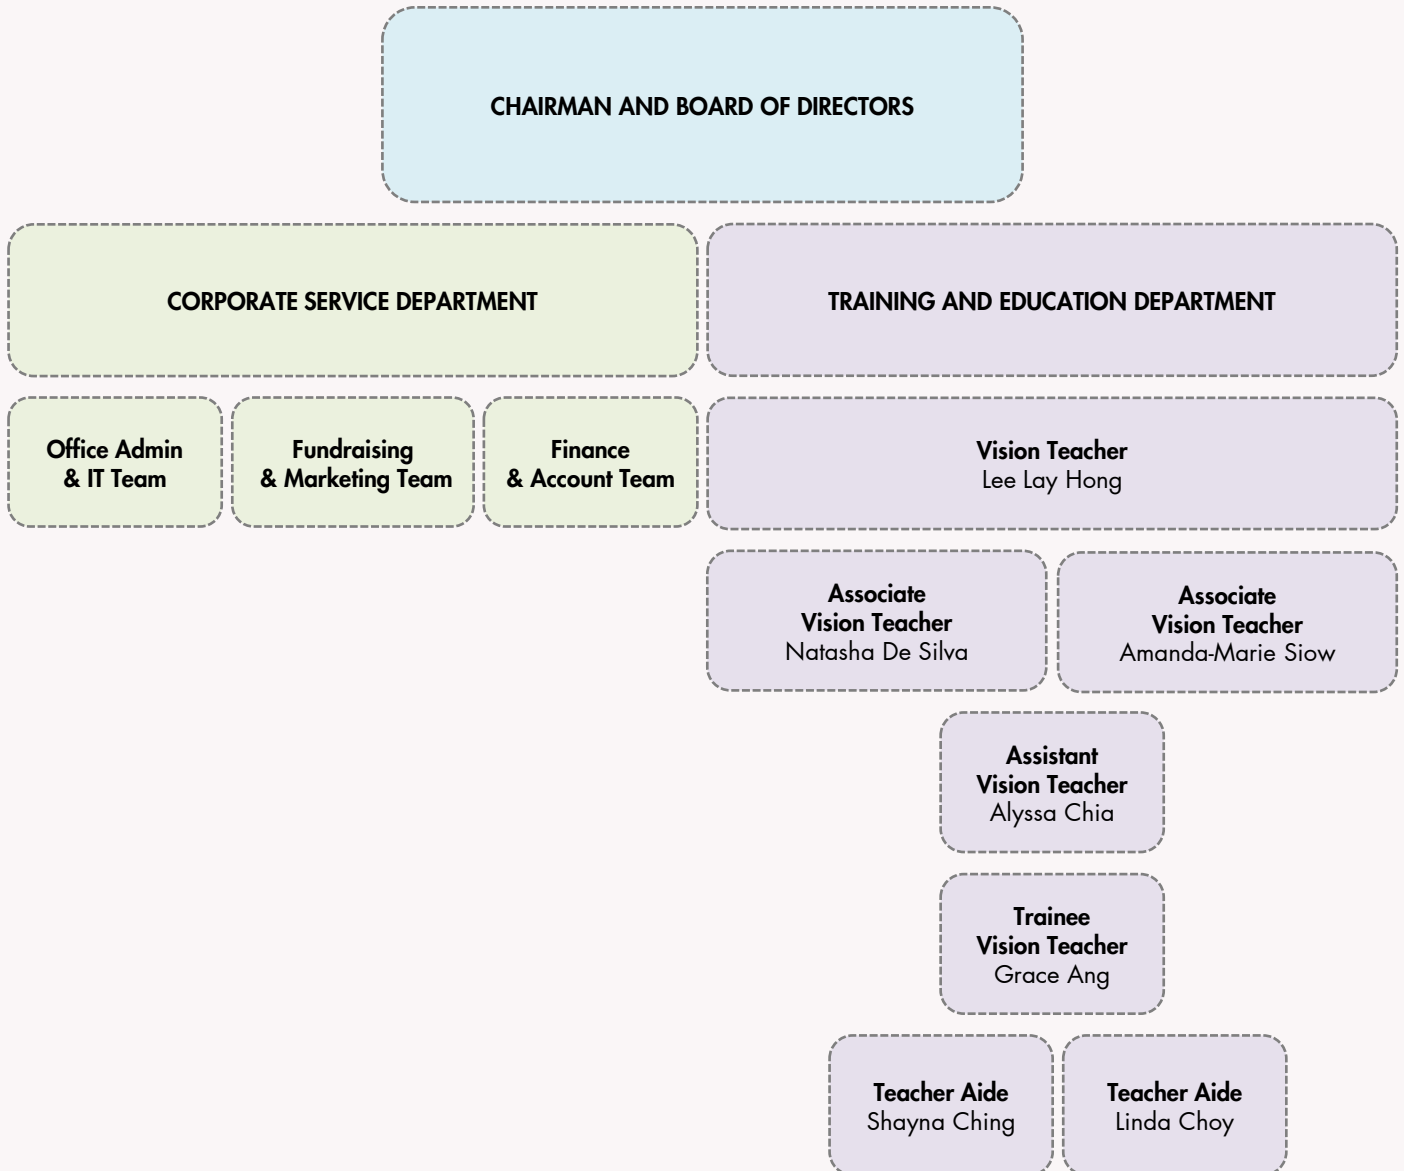 CHAIRMAN AND BOARD OF DIRECTORS
CORPORATE SERVICE DEPARTMENT
TRAINING AND EDUCATION DEPARTMENT
Office Admin
& IT Team
Fundraising
& Marketing Team
Finance
& Account Team
Vision Teacher
Lee Lay Hong
Associate
Vision Teacher
Natasha De Silva
Associate
Vision Teacher
Amanda-Marie Siow
Assistant
Vision Teacher
Alyssa Chia
Trainee
Vision Teacher
Grace Ang
Teacher Aide
Shayna Ching
Teacher Aide
Linda Choy